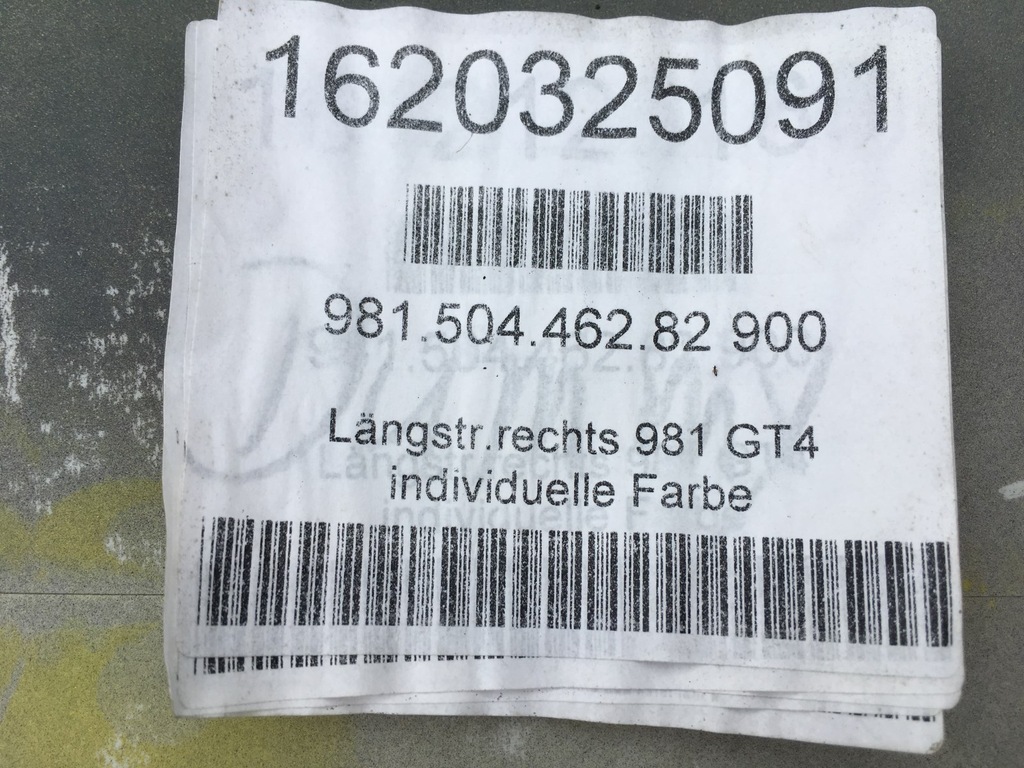 1620325091
981.504.462.82 900
Längstr.rechts 981 GT4
individuelle Farbe